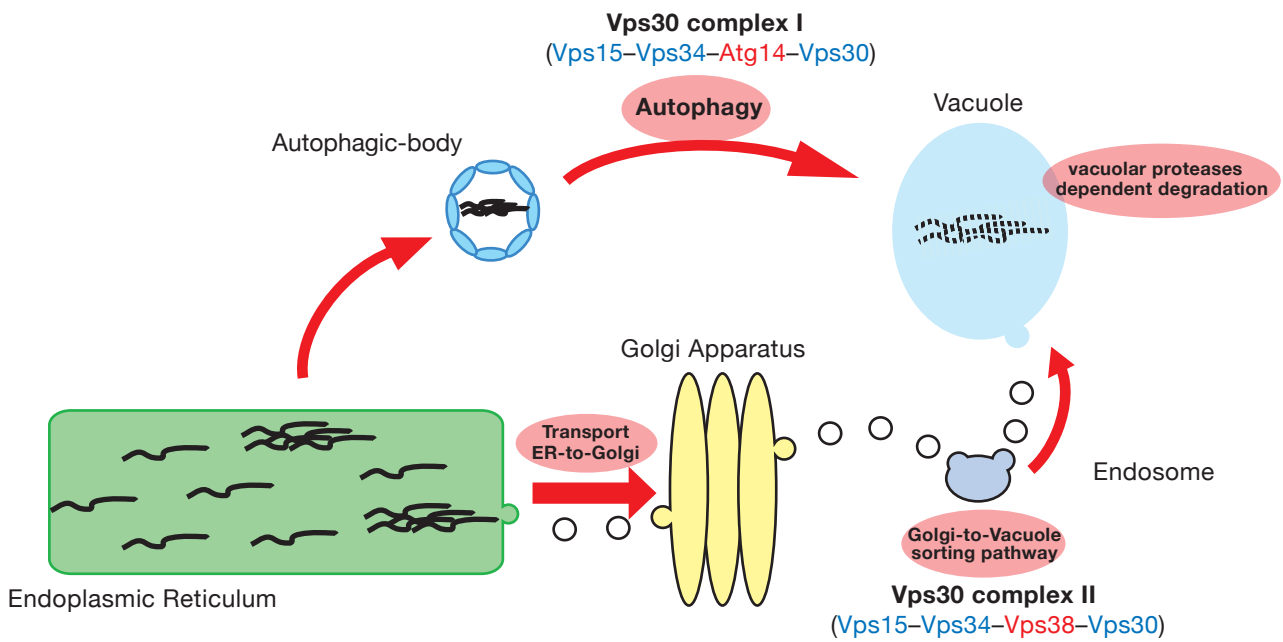 Vps30 complex I
(Vps15–Vps34–Atg14–Vps30)
Autophagy
Vacuole
Autophagic-body
vacuolar proteases
dependent degradation
Golgi Apparatus
Transport
ER-to-Golgi
Endosome
Golgi-to-Vacuole
sorting pathway
Endoplasmic Reticulum
Vps30 complex II
(Vps15–Vps34–Vps38–Vps30)